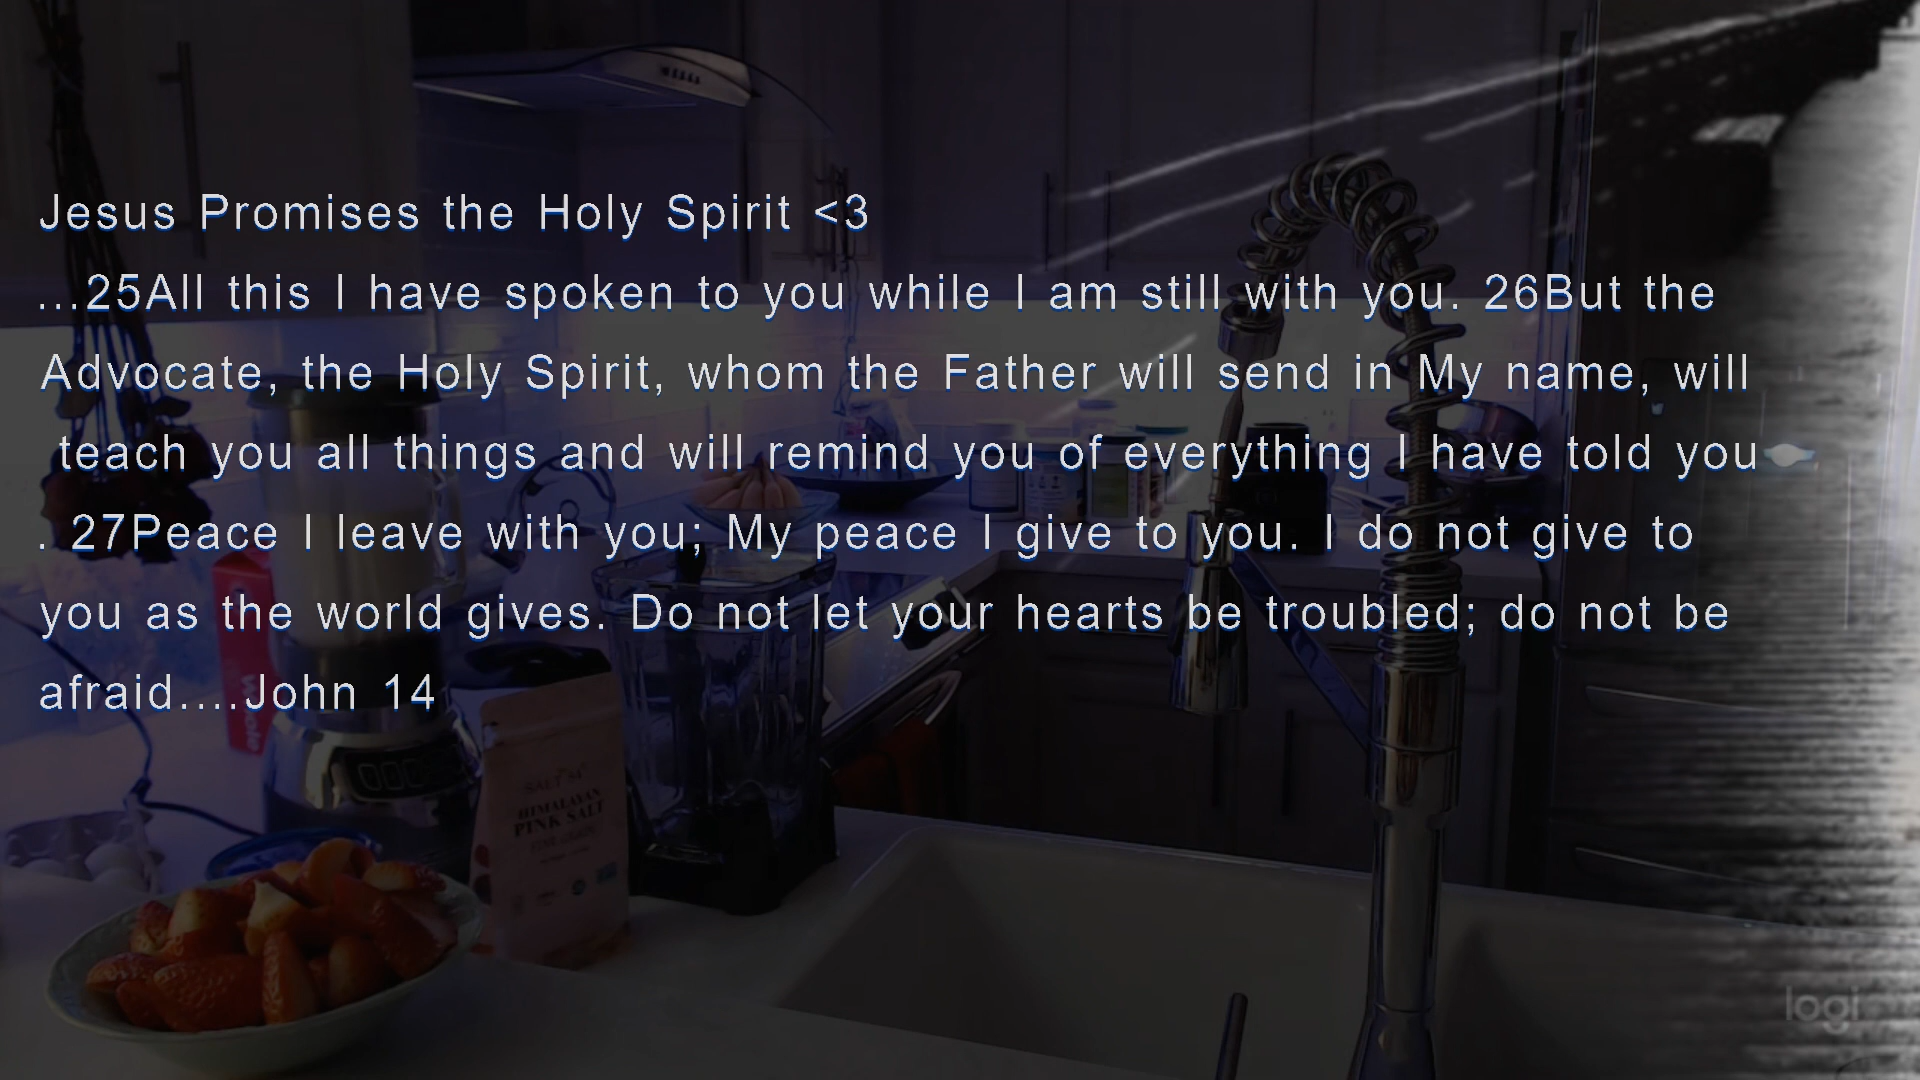 Jesus Promises the Holy Spirit <3
...25All this I have spoken to you while I am still with you. 26But the
Advocate, the Holy Spirit, whom the Father will send in My name, will
teach you all things and will remind you of everything I have told you
. 27Peace I leave with you; My peace I give to you. I do not give to
you as the world gives. Do not let your hearts be troubled; do not be
afraid....John 14
HIMALAYAN
PINK SALT
logi